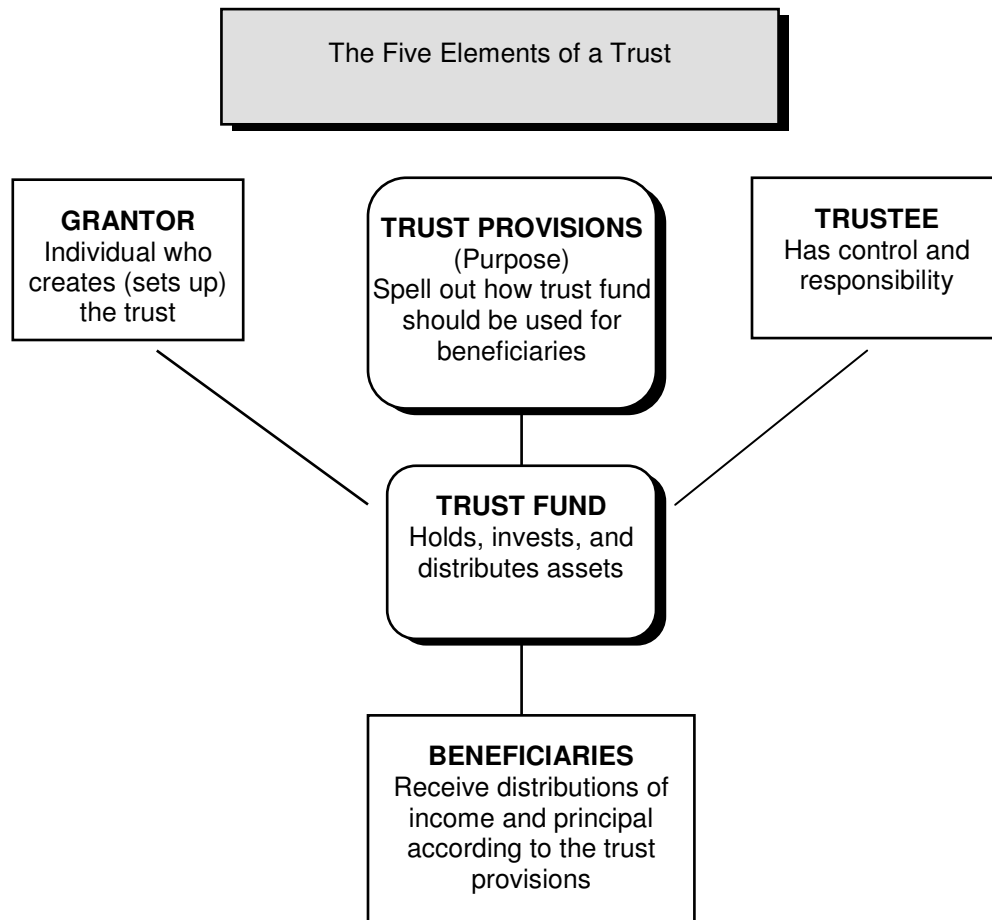 The Five Elements of a Trust
GRANTOR
Individual who
creates (sets up)
the trust
TRUST PROVISIONS
(Purpose)
Spell out how trust fund
should be used for
beneficiaries
TRUSTEE
Has control and
responsibility
TRUST FUND
Holds, invests, and
distributes assets
BENEFICIARIES
Receive distributions of
income and principal
according to the trust
provisions